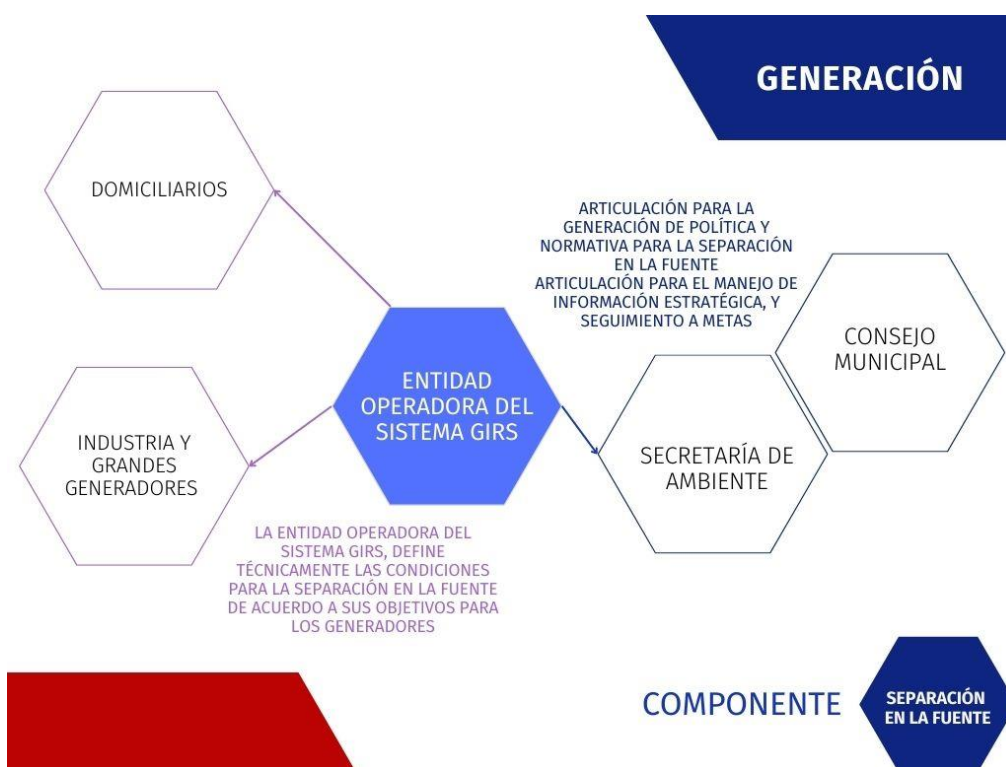 GENERACIÓN
DOMICILIARIOS
ARTICULACIÓN PARA LA
GENERACIÓN DE POLÍTICA Y
NORMATIVA PARA LA SEPARACIÓN
EN LA FUENTE
ARTICULACIÓN PARA EL MANEJO DE
INFORMACIÓN ESTRATÉGICA, Y
SEGUIMIENTO A METAS
CONSEJO
MUNICIPAL
ENTIDAD
OPERADORA DEL
SISTEMA GIRS
INDUSTRIA Y
GRANDES
GENERADORES
SECRETARÍA DE
AMBIENTE
LA ENTIDAD OPERADORA DEL
SISTEMA GIRS, DEFINE
TÉCNICAMENTE LAS CONDICIONES
PARA LA SEPARACIÓN EN LA FUENTE
DE ACUERDO A SUS OBJETIVOS PARA
LOS GENERADORES
COMPONENTE
SEPARACIÓN
EN LA FUENTE